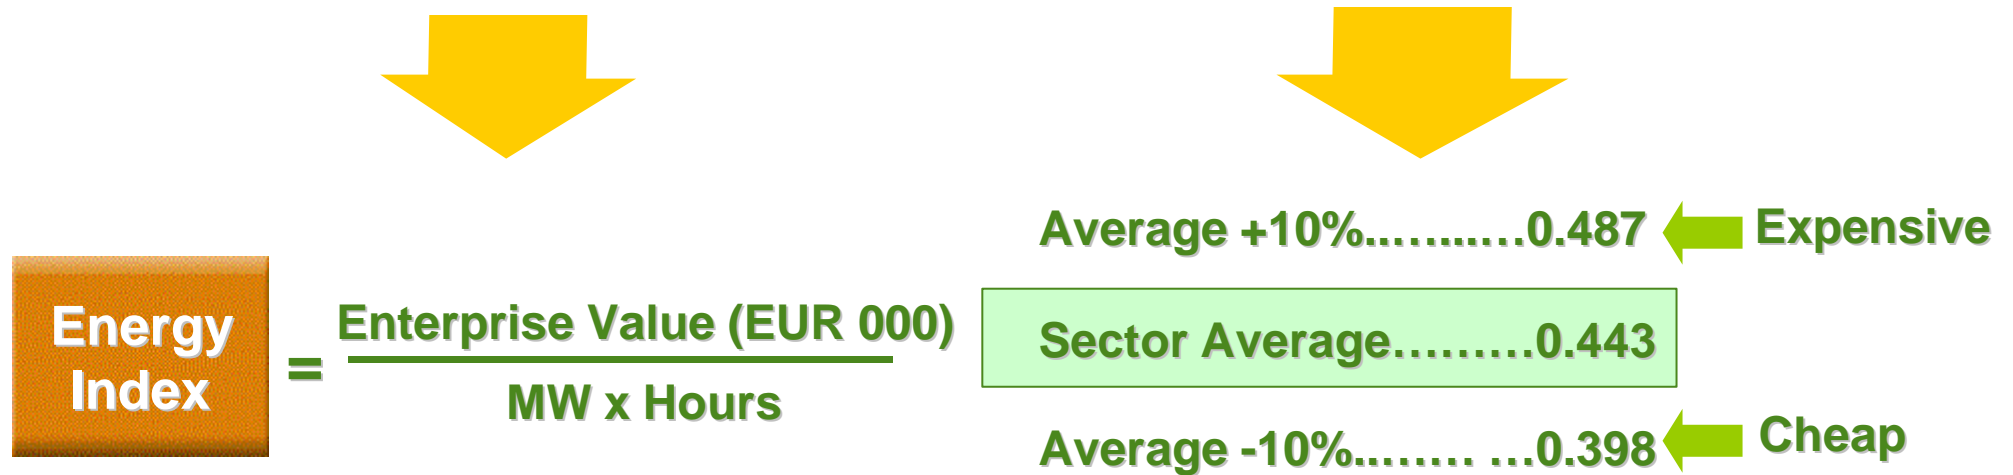 Energy
Index
=
Enterprise Value (EUR 000)
MW x Hours
Average +10%..…...…0.487
Expensive
Sector Average………0.443
Average -10%..…… …0.398
Cheap